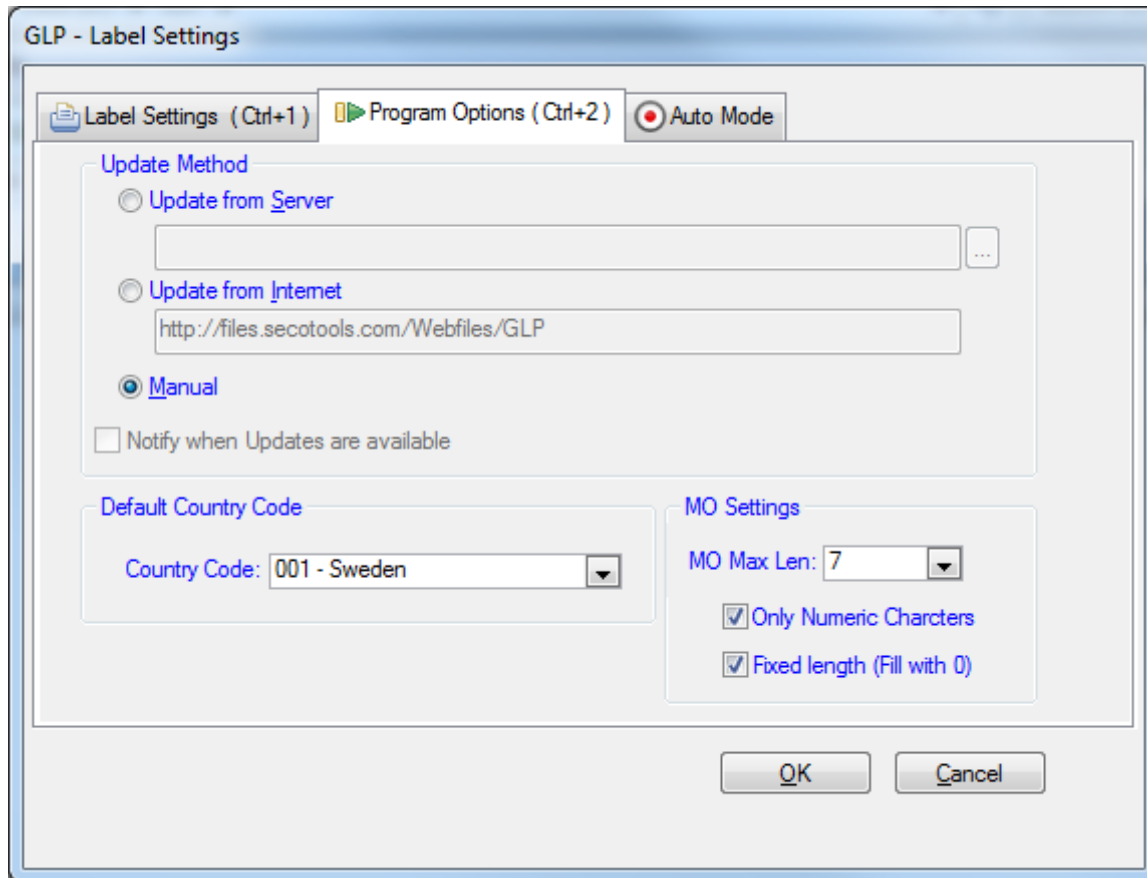 GLP - Label Settings
Label Settings ( Ctrl+1 )
Program Options ( Ctrl+2 )
Auto Mode
Update Method
Update from Server
...
Update from Internet
http://files.secotools.com/Webfiles/GLP
Manual
Notify when Updates are available
Default Country Code
Country Code: 001 - Sweden
MO Settings
MO Max Len: 7
Only Numeric Charcters
Fixed length (Fill with 0)
OK
Cancel